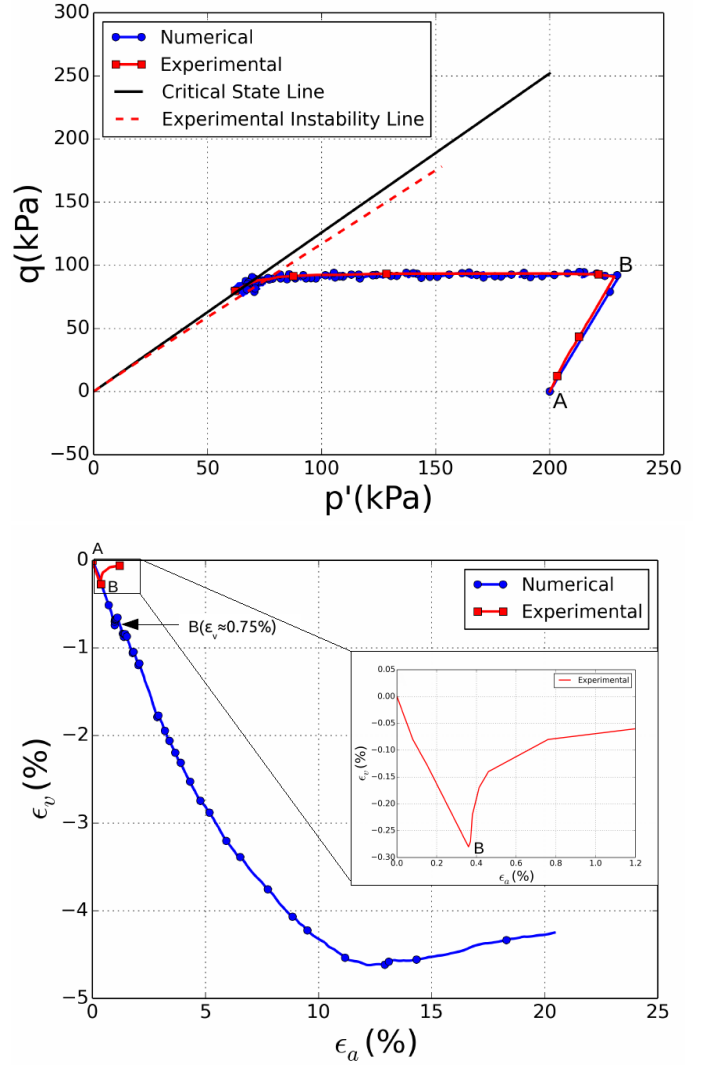 300
250
200
150
100
50
0
−50
q(kPa)
Numerical
Experimental
Critical State Line
Experimental Instability Line
B
A
0 50 100 150 200 250
p'(kPa)
A
B
B(ε_v≈0.75%)
Numerical
Experimental
0
−1
−2
−3
−4
−5
ϵ_v(%)
Experimental
0.05
0.00
−0.05
−0.10
−0.15
−0.20
−0.25
−0.30
ϵ_v(%)
B
0.0 0.2 0.4 0.6 0.8 1.0 1.2
ϵ_a(%)
0 5 10 15 20 25
ϵ_a(%)